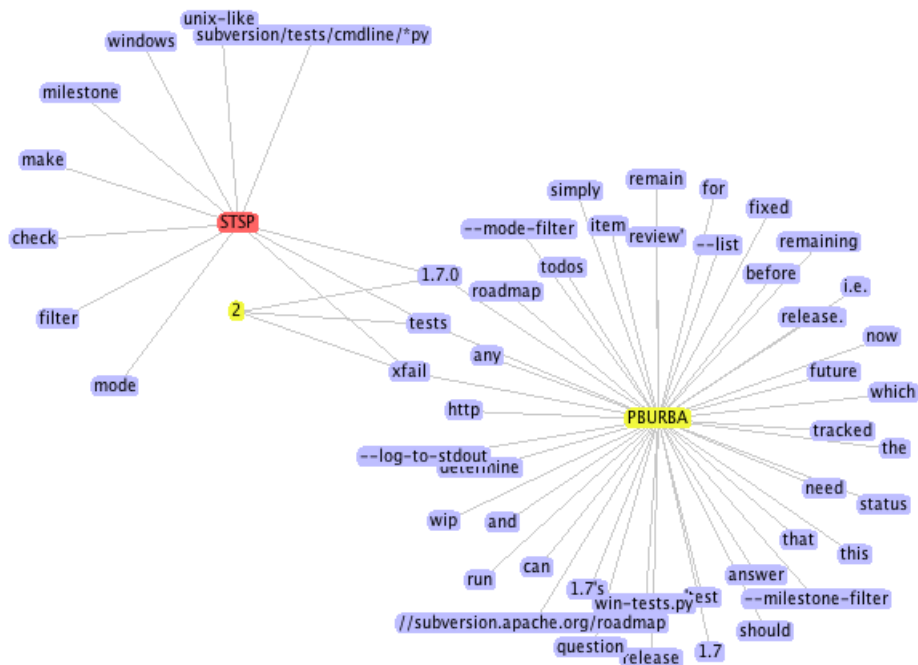 unix-like
subversion/tests/cmdline/*py
windows
milestone
make
STSP
check
filter
mode
2
1.7.0
tests
xfail
simply
remain
for
fixed
--mode-filter
item
review'
--list
remaining
todos
before
roadmap
i.e.
release.
any
now
future
which
http
PBURBA
tracked
the
--log-to-stdout
determine
need
status
wip
and
that
this
can
run
answer
1.7's
win-tests.py
--milestone-filter
//subversion.apache.org/roadmap
should
question
release
1.7